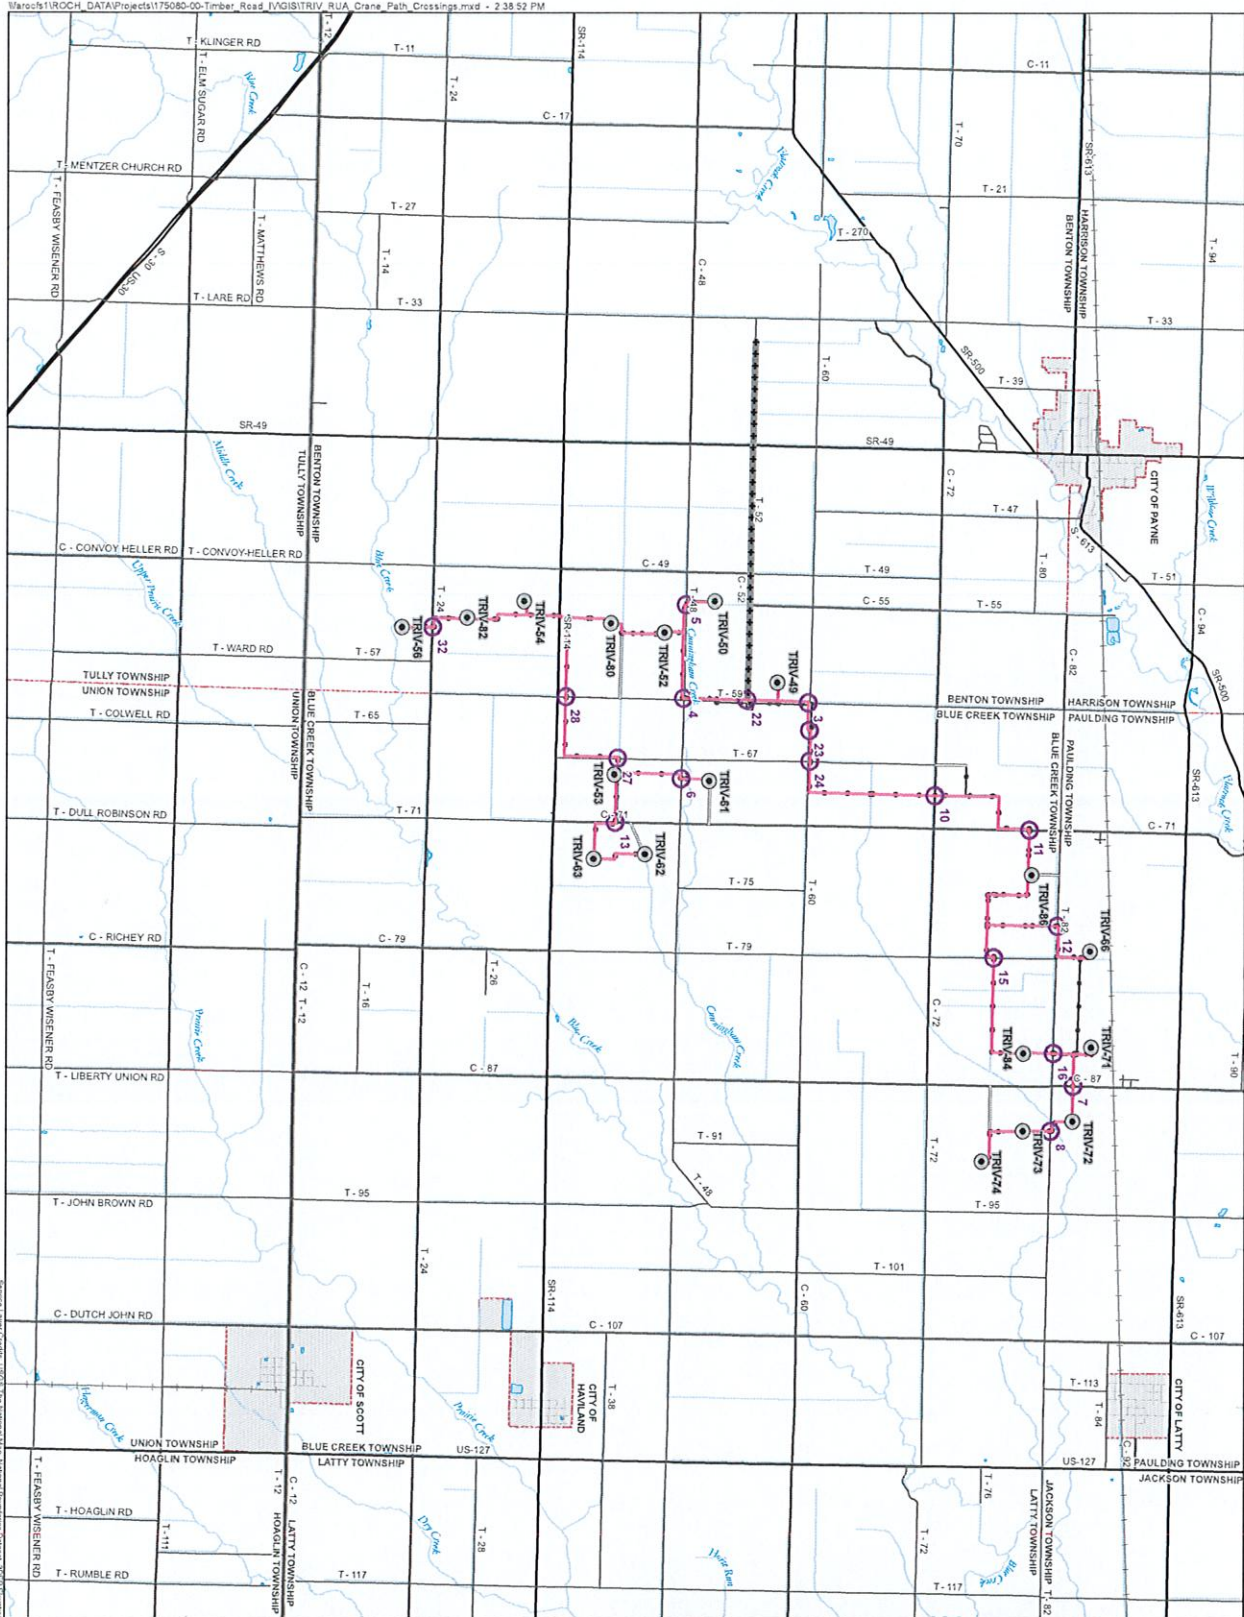 \Projects\175080-00-Timber_Road_IV\GIS\TRIV_RUA_Crane_Path_Crossings.mxd - 2:38:52 PM
T - KLINGER RD
T - 12
T - 11
SR-114
C - 11
T - ELM SUGAR RD
Blue Creek
T - 24
C - 17
T - 70
SR-613
T - MENTZER CHURCH RD
T - FEASBY WISENER RD
T - MATTHEWS RD
T - 27
T - 14
C - 48
Flatrock Creek
T - 21
T - 270
HARRISON TOWNSHIP
BENTON TOWNSHIP
T - 94
S - 30
US-30
T - LARE RD
T - 33
T - 33
T - 60
SR-500
T - 39
SR-49
SR-49
Middle Creek
BENTON TOWNSHIP
TULLY TOWNSHIP
T - 52
C - 72
CITY OF PAYNE
T - 47
S - 613
C - CONVOY HELLER RD
T - CONVOY-HELLER RD
Upper Prairie Creek
Blue Creek
C - 49
T - 49
T - 80
T - 51
C - 52
C - 55
T - 55
C - 94
T - 24
TRIV-56
32
TRIV-82
TRIV-54
SR-114
TRIV-80
TRIV-52
T - 48
5
TRIV-50
Cunningham Creek
T - WARD RD
T - 57
C - 82
SR-500
TULLY TOWNSHIP
UNION TOWNSHIP
T - COLWELL RD
T - 65
BLUE CREEK TOWNSHIP
UNION TOWNSHIP
28
4
T - 59
22
TRIV-49
3
BENTON TOWNSHIP
HARRISON TOWNSHIP
BLUE CREEK TOWNSHIP
PAULDING TOWNSHIP
23
24
T - 67
27
TRIV-53
6
TRIV-61
10
PAULDING TOWNSHIP
BLUE CREEK TOWNSHIP
SR-613
Flatrock Creek
T - DULL ROBINSON RD
T - 71
C - 71
13
TRIV-62
TRIV-63
11
C - 71
T - 75
T - 60
TRIV-86
T - 82
12
TRIV-66
C - RICHEY RD
C - 79
T - 79
15
T - FEASBY WISENER RD
C - 12
T - 12
T - 16
T - 26
Prairie Creek
Blue Creek
Cunningham Creek
C - 72
TRIV-84
16
TRIV-71
T - 90
T - LIBERTY UNION RD
C - 87
C - 87
7
T - 91
T - 48
T - 72
8
TRIV-72
TRIV-73
TRIV-74
T - JOHN BROWN RD
T - 95
T - 95
T - 24
T - 101
C - DUTCH JOHN RD
SR-114
C - 107
C - 60
SR-613
C - 107
CITY OF SCOTT
CITY OF
HAVILAND
T - 38
T - 113
T - 84
CITY OF LATTY
Prairie Creek
C - 92
UNION TOWNSHIP
HOAGLIN TOWNSHIP
BLUE CREEK TOWNSHIP
LATTY TOWNSHIP
US-127
US-127
PAULDING TOWNSHIP
JACKSON TOWNSHIP
T - FEASBY WISENER RD
T - HOAGLIN RD
T - 111
T - 12
C - 12
LATTY TOWNSHIP
HOAGLIN TOWNSHIP
Dry Creek
T - 28
T - 76
T - 72
JACKSON TOWNSHIP
LATTY TOWNSHIP
T - 82
Blue Creek
T - RUMBLE RD
T - 117
T - 117